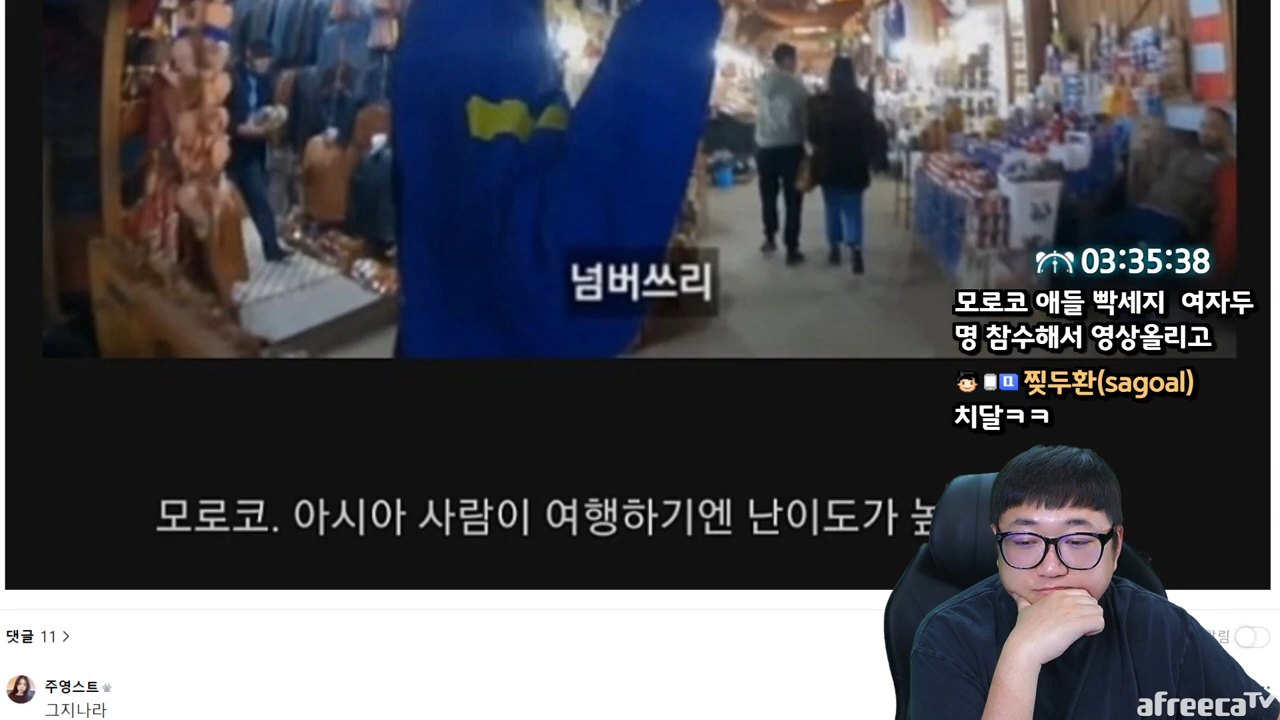 넘버쓰리
03:35:38
모로코 애들 빡세지 여자두
명 참수해서 영상올리고
찢두환(sagoal)
치달ㅋㅋ
모로코. 아시아 사람이 여행하기엔 난이도가
댓글 11
주영스트
그지나라
afreecaTV